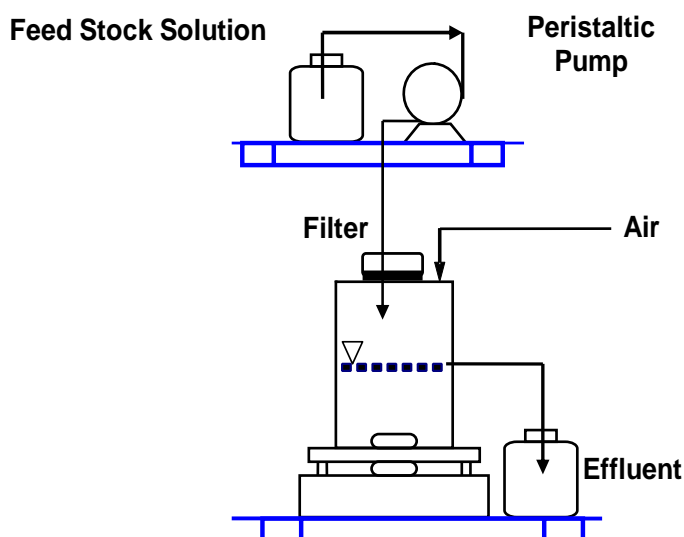 Feed Stock Solution
Peristaltic
Pump
Filter
Air
Effluent